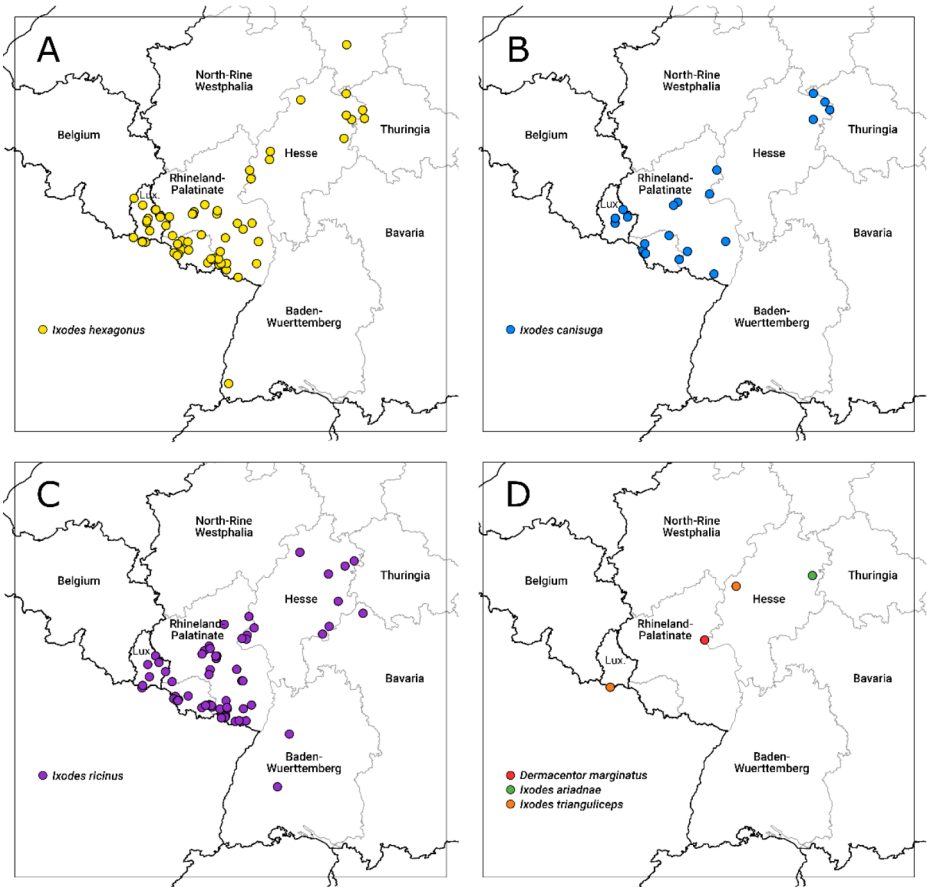 A
North-Rine
Westphalia
Belgium
Thuringia
Hesse
Rhineland-
Palatinate
Lux.
Bavaria
Baden-
Wuerttemberg
Ixodes hexagonus
B
North-Rine
Westphalia
Belgium
Thuringia
Hesse
Rhineland-
Palatinate
Lux.
Bavaria
Baden-
Wuerttemberg
Ixodes canisuga
C
North-Rine
Westphalia
Belgium
Thuringia
Hesse
Rhineland-
Palatinate
Lux.
Bavaria
Baden-
Wuerttemberg
Ixodes ricinus
D
North-Rine
Westphalia
Belgium
Thuringia
Hesse
Rhineland-
Palatinate
Lux.
Bavaria
Baden-
Wuerttemberg
Dermacentor marginatus
Ixodes ariadnae
Ixodes trianguliceps